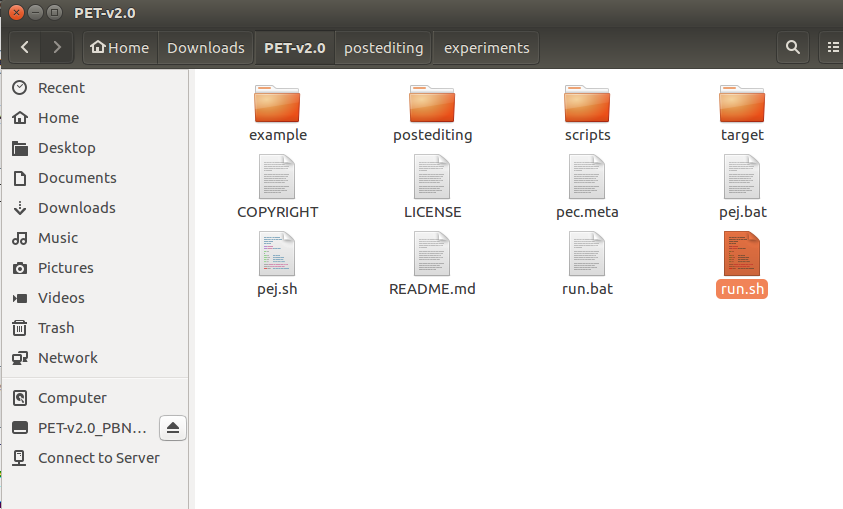 PET-v2.0
Home Downloads PET-v2.0 postediting experiments
Recent
Home
Desktop
Documents
Downloads
Music
Pictures
Videos
Trash
Network
Computer
PET-v2.0_PBN...
Connect to Server
example postediting scripts target
COPYRIGHT LICENSE pec.meta pej.bat
pej.sh README.md run.bat run.sh